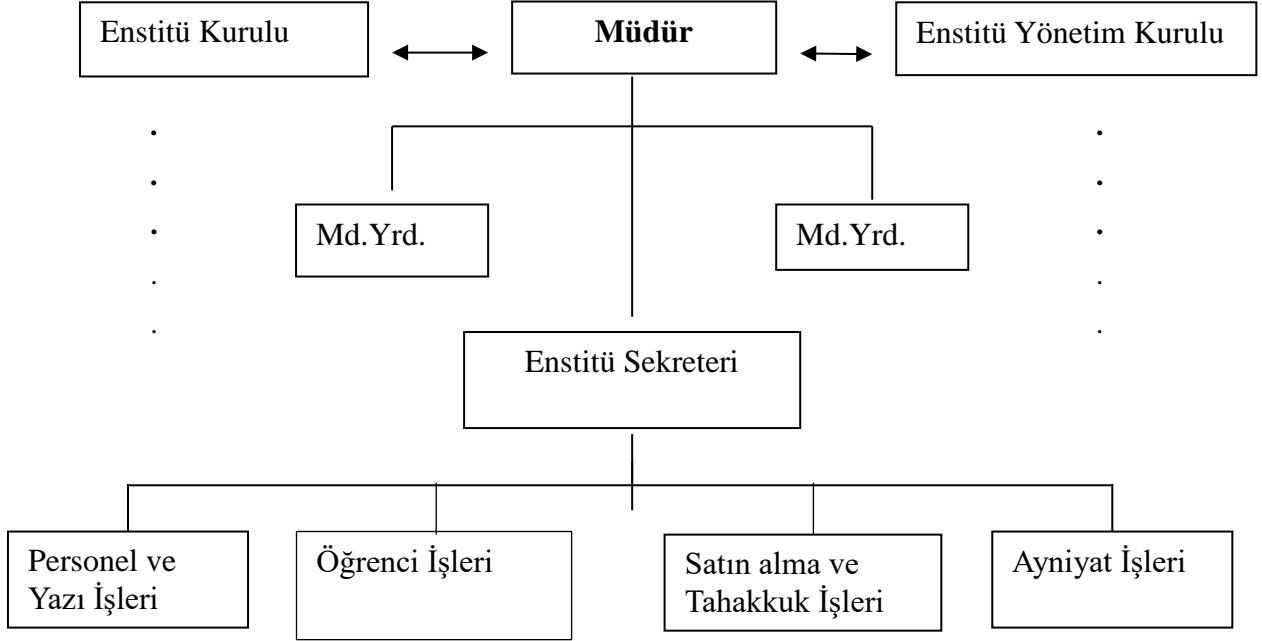 Enstitü Kurulu
Müdür
Enstitü Yönetim Kurulu
Md.Yrd.
Md.Yrd.
Enstitü Sekreteri
Personel ve
Yazı İşleri
Öğrenci İşleri
Satın alma ve
Tahakkuk İşleri
Ayniyat İşleri